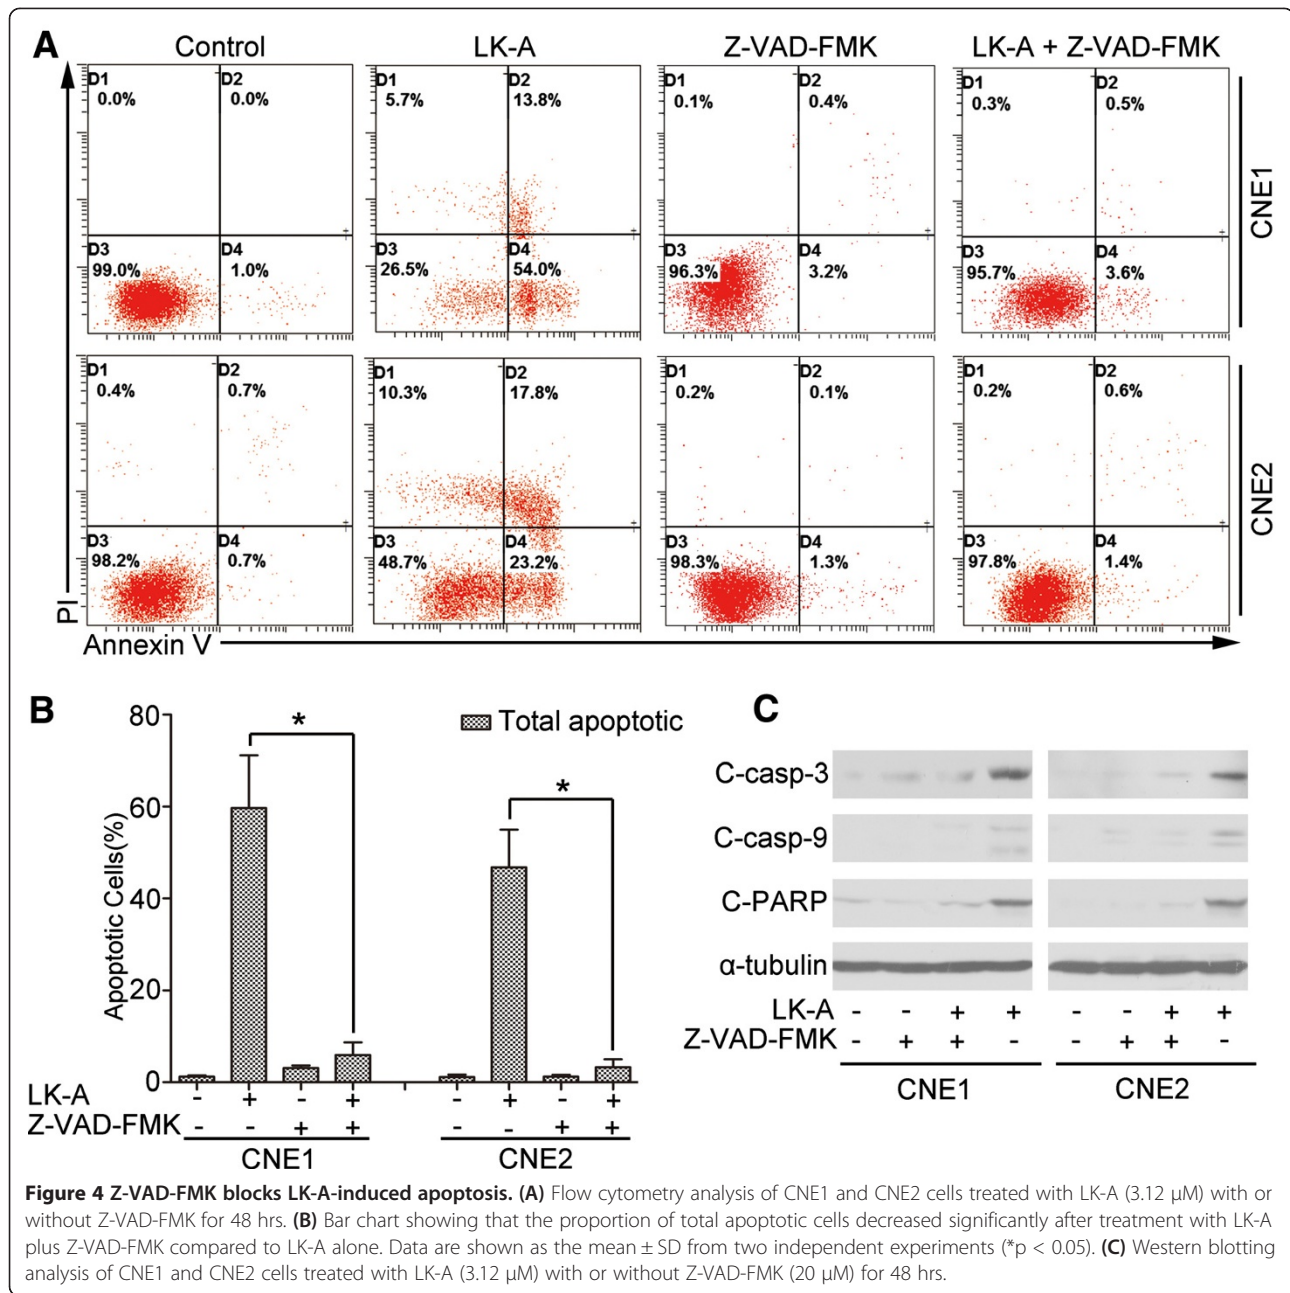 A
Control LK-A Z-VAD-FMK LK-A + Z-VAD-FMK
D1 0.0% D2 0.0% D1 5.7% D2 13.8% D1 0.1% D2 0.4% D1 0.3% D2 0.5%
D3 99.0% D4 1.0% D3 26.5% D4 54.0% D3 96.3% D4 3.2% D3 95.7% D4 3.6%
CNE1
D1 0.4% D2 0.7% D1 10.3% D2 17.8% D1 0.2% D2 0.1% D1 0.2% D2 0.6%
D3 98.2% D4 0.7% D3 48.7% D4 23.2% D3 98.3% D4 1.3% D3 97.8% D4 1.4%
CNE2
PI
Annexin V
B
Apoptotic Cells(%)
80
60
40
20
0
Total apoptotic
*
*
LK-A - + - + - + - +
Z-VAD-FMK - - + + - - + +
CNE1 CNE2
C
C-casp-3
C-casp-9
C-PARP
α-tubulin
LK-A - - + + - - + +
Z-VAD-FMK - + + - - + + -
CNE1 CNE2
Figure 4 Z-VAD-FMK blocks LK-A-induced apoptosis. (A) Flow cytometry analysis of CNE1 and CNE2 cells treated with LK-A (3.12 μM) with or
without Z-VAD-FMK for 48 hrs. (B) Bar chart showing that the proportion of total apoptotic cells decreased significantly after treatment with LK-A
plus Z-VAD-FMK compared to LK-A alone. Data are shown as the mean ± SD from two independent experiments (*p < 0.05). (C) Western blotting
analysis of CNE1 and CNE2 cells treated with LK-A (3.12 μM) with or without Z-VAD-FMK (20 μM) for 48 hrs.